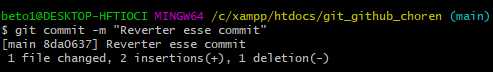 beto1@DESKTOP-HFTIOCI MINGW64 /c/xampp/htdocs/git_github_choren (main)
$ git commit -m "Reverter esse commit"
[main 8da0637] Reverter esse commit
 1 file changed, 2 insertions(+), 1 deletion(-)